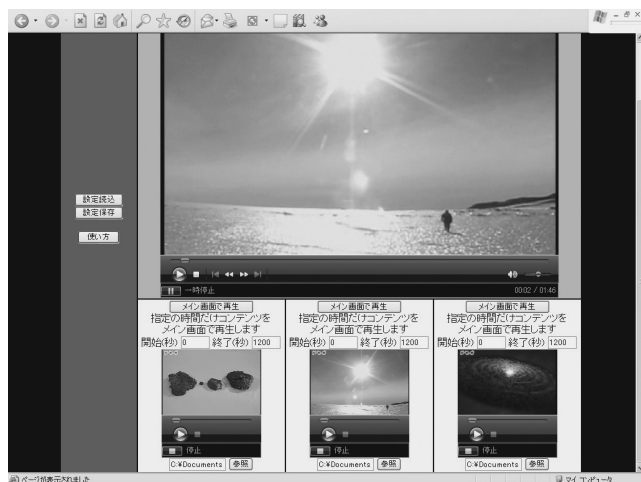 設定読込
設定保存
使い方
一時停止
00:02 / 01:46
メイン画面で再生
指定の時間だけコンテンツを
メイン画面で再生します
開始(秒) 0 終了(秒) 1200
停止
C:¥Documents 参照
メイン画面で再生
指定の時間だけコンテンツを
メイン画面で再生します
開始(秒) 0 終了(秒) 1200
停止
C:¥Documents 参照
メイン画面で再生
指定の時間だけコンテンツを
メイン画面で再生します
開始(秒) 0 終了(秒) 1200
停止
C:¥Documents 参照
ページが表示されました
マイ コンピュータ